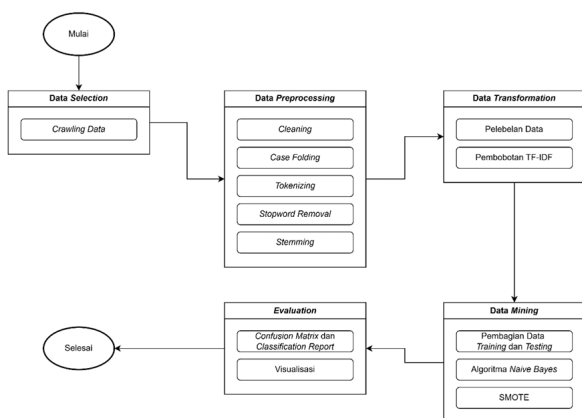 Mulai
Data Selection
Crawling Data
Data Preprocessing
Cleaning
Case Folding
Tokenizing
Stopword Removal
Stemming
Data Transformation
Pelebelan Data
Pembobotan TF-IDF
Data Mining
Pembagian Data
Training dan Testing
Algoritma Naive Bayes
SMOTE
Evaluation
Confusion Matrix dan
Classification Report
Visualisasi
Selesai